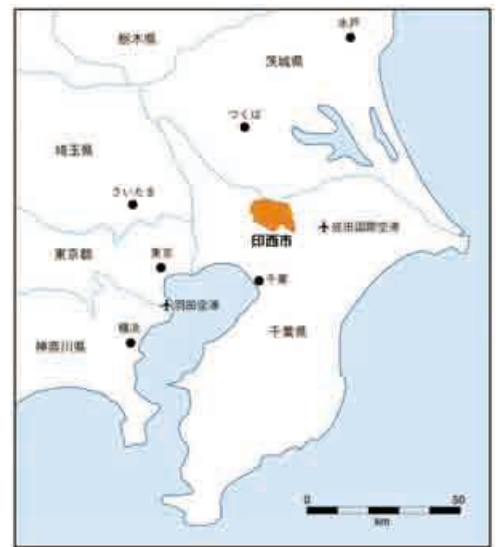 水戸
栃木県
茨城県
つくば
埼玉県
さいたま
成田国際空港
印西市
東京都
東京
千葉
羽田空港
横浜
千葉県
神奈川県
0 50
km